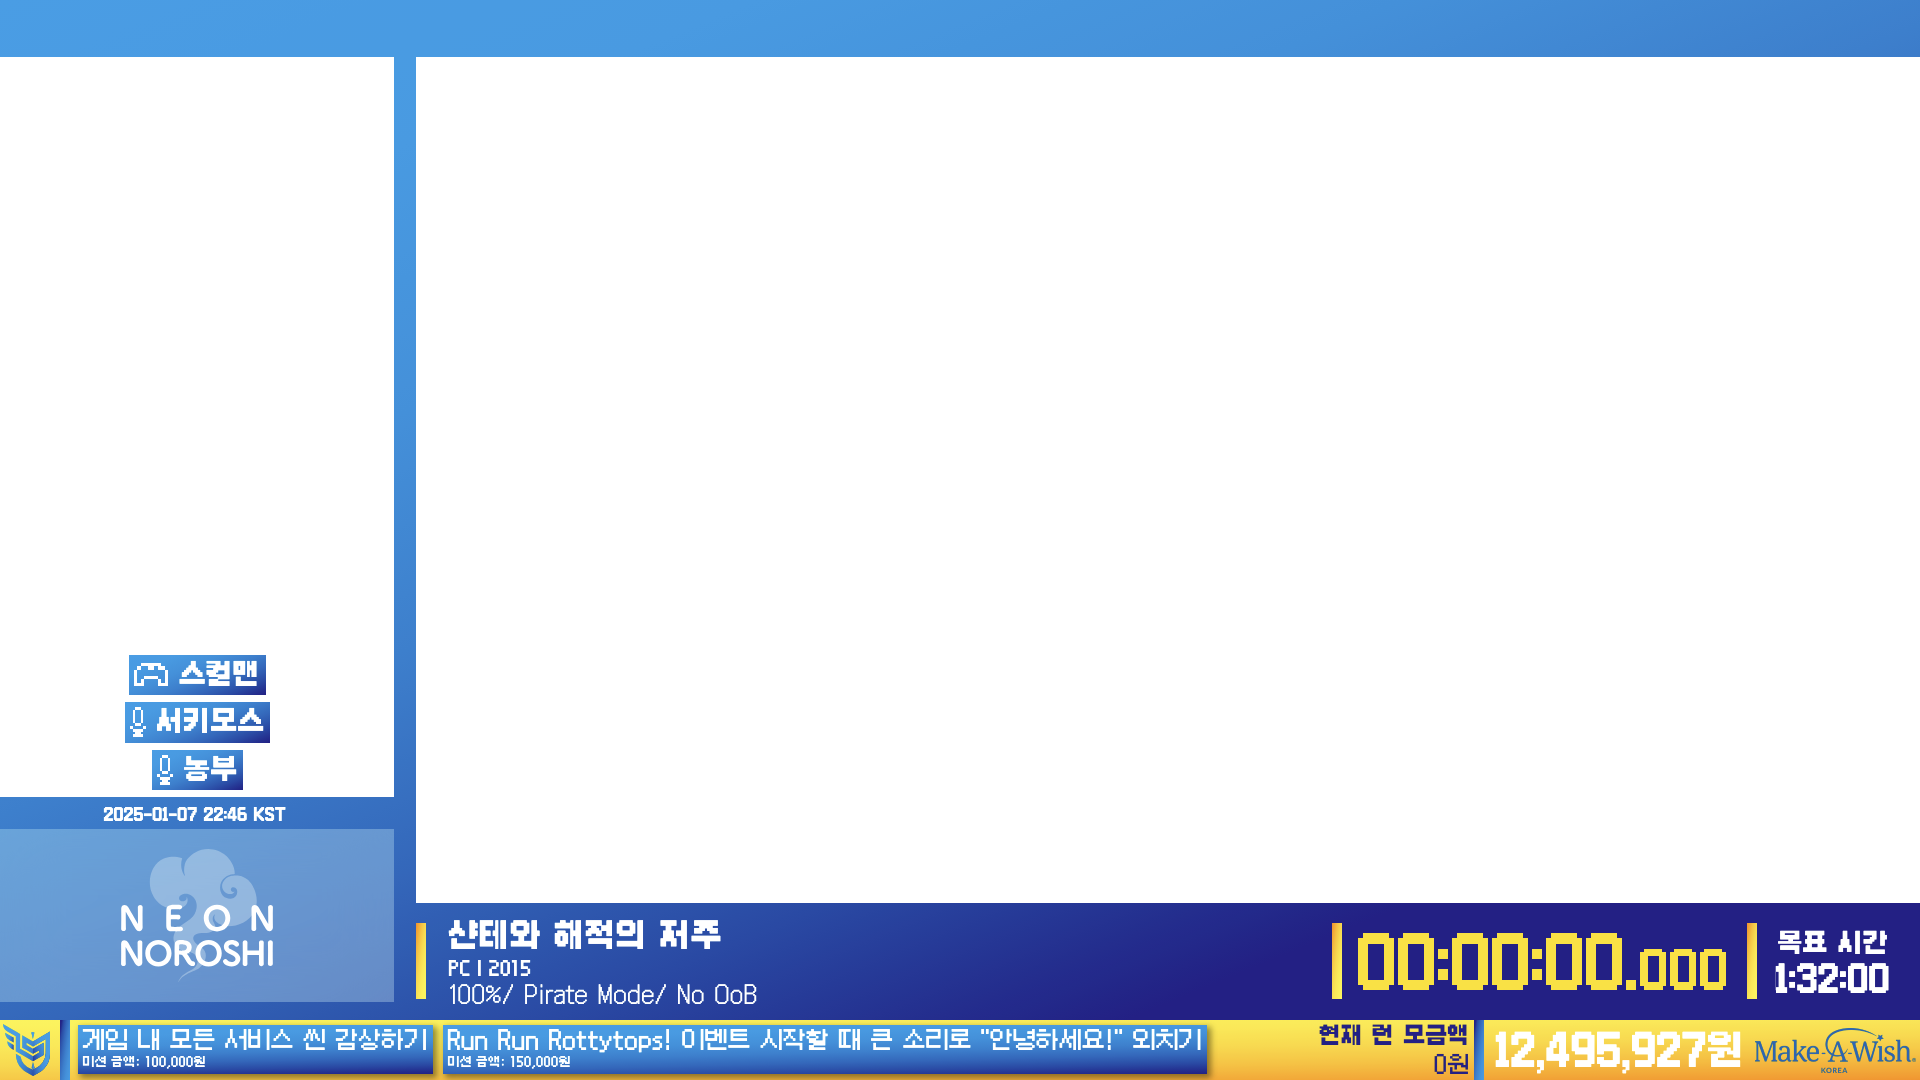 스컬맨
서키모스
농부
2025-01-07 22:46 KST
NEON
NOROSHI
샨테와 해적의 저주
PC | 2015
100%/ Pirate Mode/ No OoB
00:00:00.000
목표 시간
1:32:00
게임 내 모든 서비스 씬 감상하기
미션 금액: 100,000원
Run Run Rottytops! 이벤트 시작할 때 큰 소리로 "안녕하세요!" 외치기
미션 금액: 150,000원
현재 런 모금액
0원
12,495,927원
Make-A-Wish.
KOREA